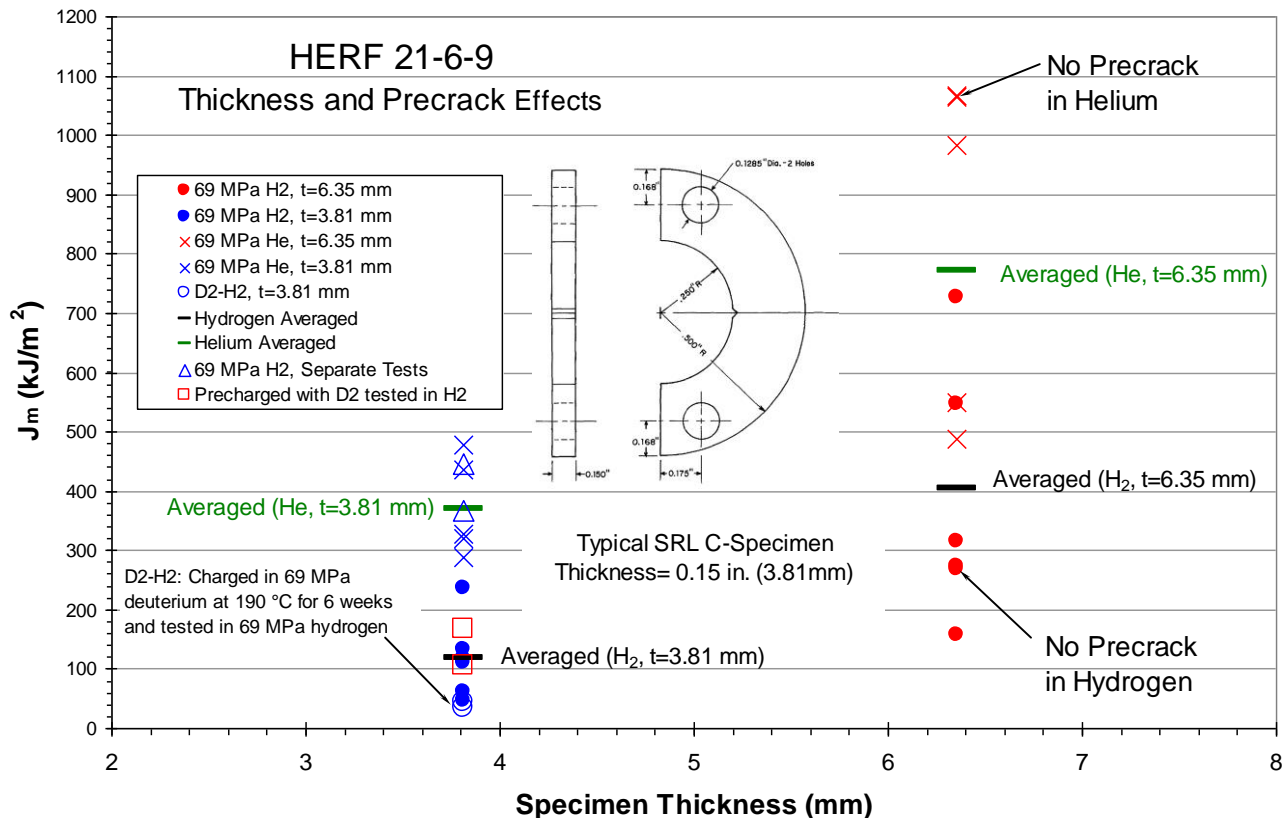 HERF 21-6-9
Thickness and Precrack Effects
No Precrack
in Helium
69 MPa H2, t=6.35 mm
69 MPa H2, t=3.81 mm
69 MPa He, t=6.35 mm
69 MPa He, t=3.81 mm
D2-H2, t=3.81 mm
Hydrogen Averaged
Helium Averaged
69 MPa H2, Separate Tests
Precharged with D2 tested in H2
0.1285" Dia.-2 Holes
0.168"
.250" R
.500" R
0.168"
0.150"
0.175"
Averaged (He, t=6.35 mm)
Averaged (H2, t=6.35 mm)
Averaged (He, t=3.81 mm)
Typical SRL C-Specimen
Thickness= 0.15 in. (3.81mm)
D2-H2: Charged in 69 MPa
deuterium at 190 °C for 6 weeks
and tested in 69 MPa hydrogen
Averaged (H2, t=3.81 mm)
No Precrack
in Hydrogen
Jm (kJ/m2)
1200
1100
1000
900
800
700
600
500
400
300
200
100
0
2 3 4 5 6 7 8
Specimen Thickness (mm)